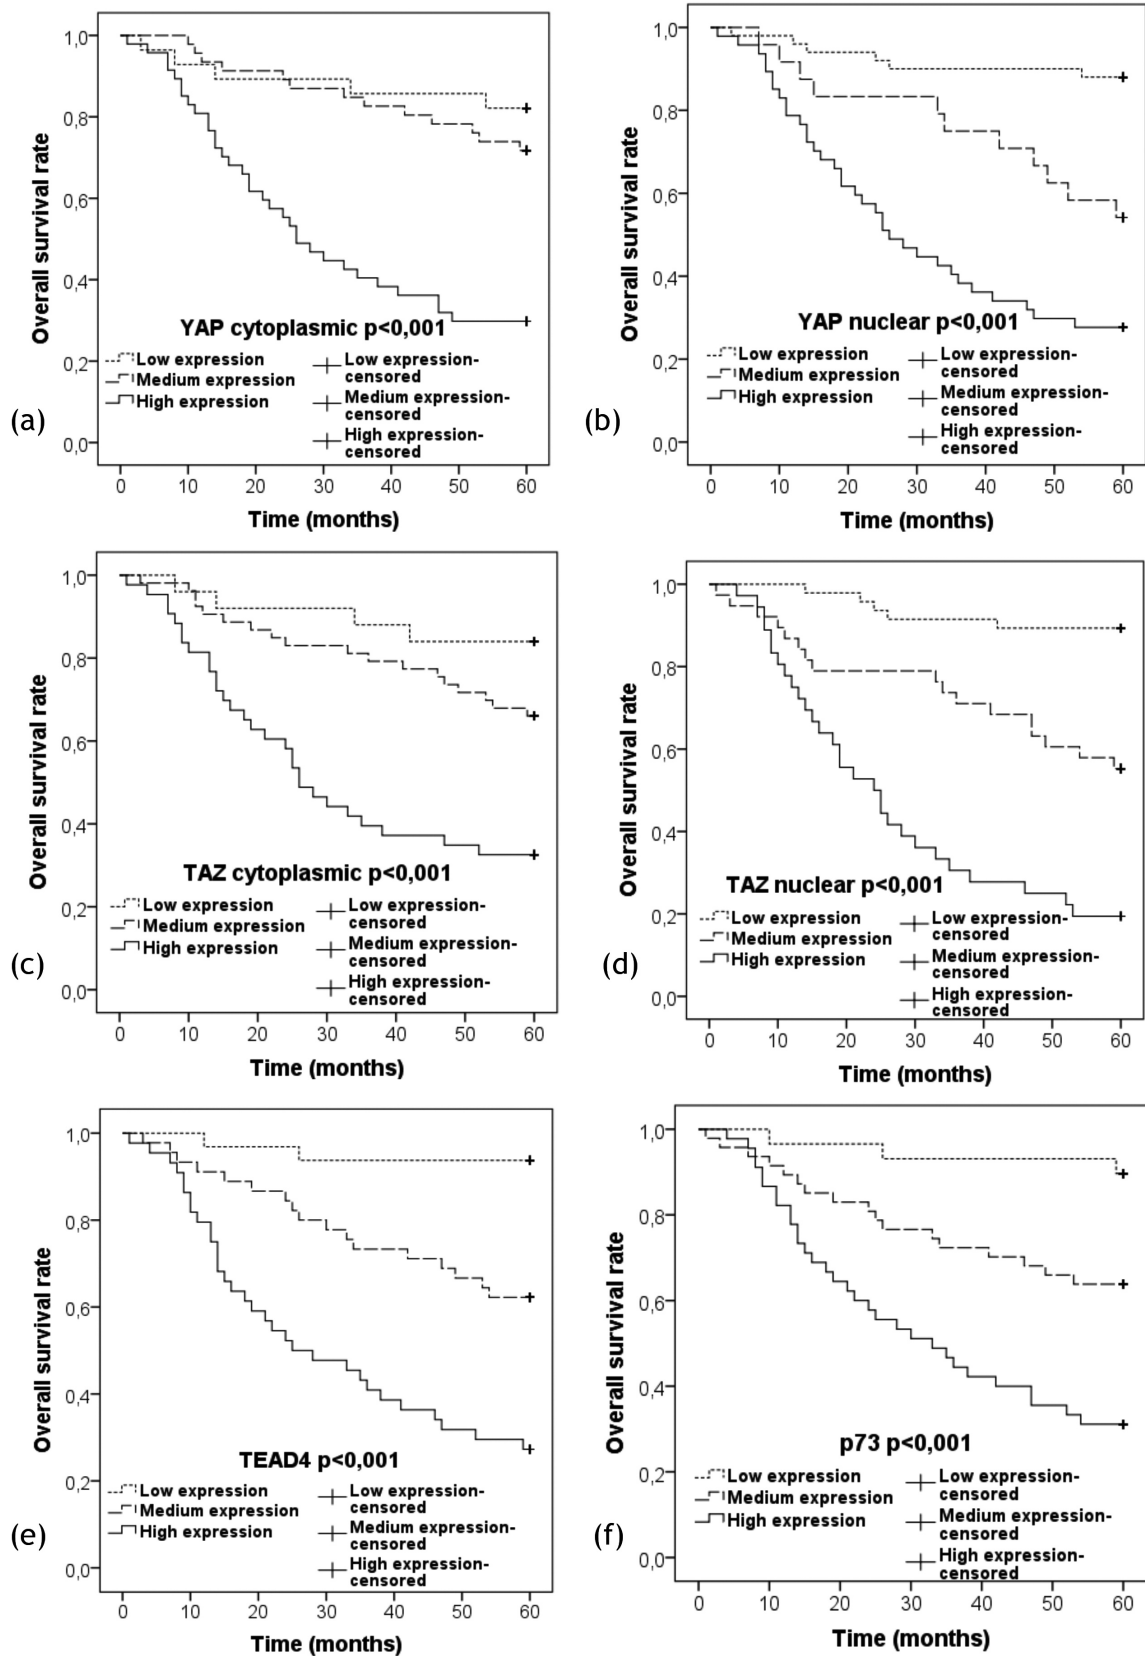 Overall survival rate
1,0
0,8
0,6
0,4
0,2
0,0
YAP cytoplasmic p<0,001
Low expression
Medium expression
High expression
Low expression-
censored
Medium expression-
censored
High expression-
censored
(a)
0 10 20 30 40 50 60
Time (months)
Overall survival rate
1,0
0,8
0,6
0,4
0,2
0,0
YAP nuclear p<0,001
Low expression
Medium expression
High expression
Low expression-
censored
Medium expression-
censored
High expression-
censored
(b)
0 10 20 30 40 50 60
Time (months)
Overall survival rate
1,0
0,8
0,6
0,4
0,2
0,0
TAZ cytoplasmic p<0,001
Low expression
Medium expression
High expression
Low expression-
censored
Medium expression-
censored
High expression-
censored
(c)
0 10 20 30 40 50 60
Time (months)
Overall survival rate
1,0
0,8
0,6
0,4
0,2
0,0
TAZ nuclear p<0,001
Low expression
Medium expression
High expression
Low expression-
censored
Medium expression-
censored
High expression-
censored
(d)
0 10 20 30 40 50 60
Time (months)
Overall survival rate
1,0
0,8
0,6
0,4
0,2
0,0
TEAD4 p<0,001
Low expression
Medium expression
High expression
Low expression-
censored
Medium expression-
censored
High expression-
censored
(e)
0 10 20 30 40 50 60
Time (months)
Overall survival rate
1,0
0,8
0,6
0,4
0,2
0,0
p73 p<0,001
Low expression
Medium expression
High expression
Low expression-
censored
Medium expression-
censored
High expression-
censored
(f)
0 10 20 30 40 50 60
Time (months)